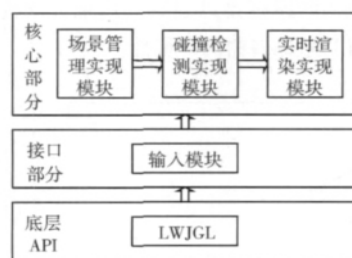 核心部分
场景管
理实现
模块
碰撞检
测实现
模块
实时渲
染实现
模块
接口
部分
输入模块
底层
API
LWJGL